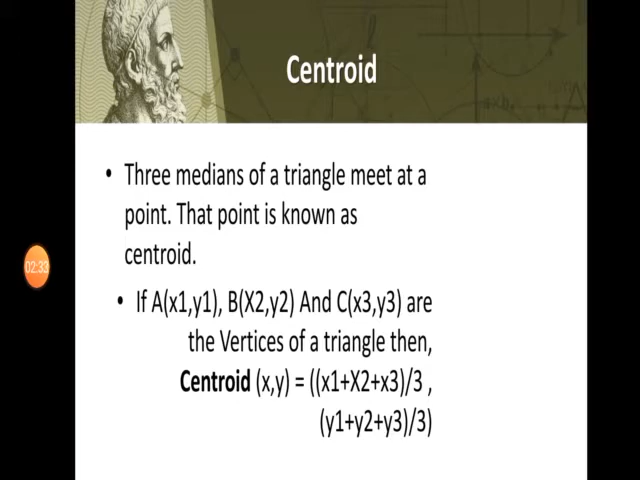 Centroid
• Three medians of a triangle meet at a
point. That point is known as
centroid.
• If A(x1,y1), B(X2,y2) And C(x3,y3) are
the Vertices of a triangle then,
Centroid (x,y) = ((x1+X2+x3)/3 ,
(y1+y2+y3)/3)
02:33